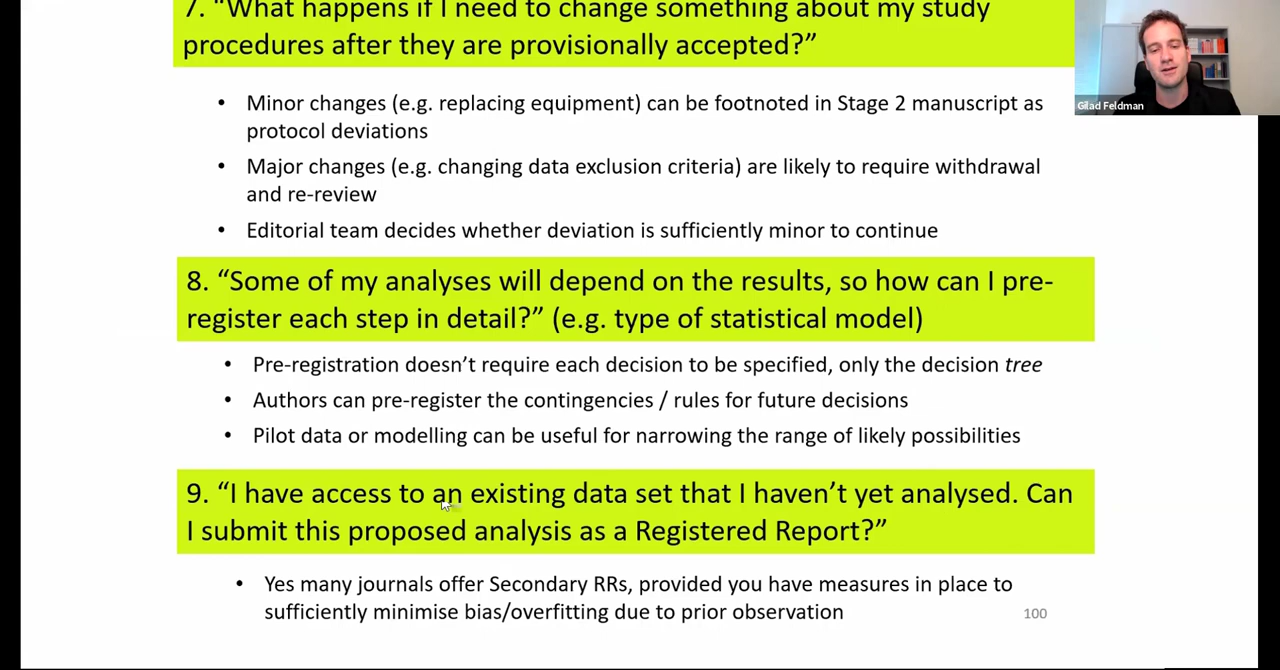 7. “What happens if I need to change something about my study
procedures after they are provisionally accepted?”
Gilad Feldman
• Minor changes (e.g. replacing equipment) can be footnoted in Stage 2 manuscript as
protocol deviations
• Major changes (e.g. changing data exclusion criteria) are likely to require withdrawal
and re-review
• Editorial team decides whether deviation is sufficiently minor to continue
8. “Some of my analyses will depend on the results, so how can I pre-
register each step in detail?” (e.g. type of statistical model)
• Pre-registration doesn’t require each decision to be specified, only the decision tree
• Authors can pre-register the contingencies / rules for future decisions
• Pilot data or modelling can be useful for narrowing the range of likely possibilities
9. “I have access to an existing data set that I haven’t yet analysed. Can
I submit this proposed analysis as a Registered Report?”
• Yes many journals offer Secondary RRs, provided you have measures in place to
sufficiently minimise bias/overfitting due to prior observation
100